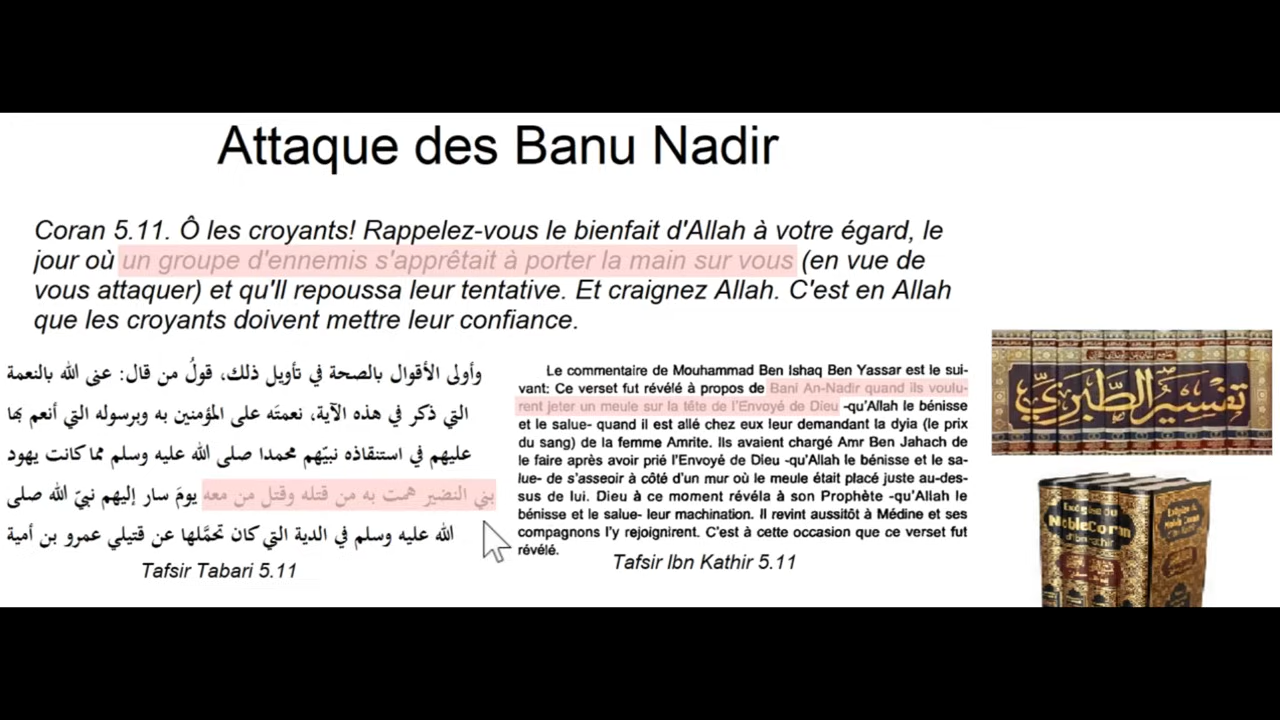 Attaque des Banu Nadir
Coran 5.11. Ô les croyants! Rappelez-vous le bienfait d'Allah à votre égard, le
jour où un groupe d'ennemis s'apprêtait à porter la main sur vous (en vue de
vous attaquer) et qu'Il repoussa leur tentative. Et craignez Allah. C'est en Allah
que les croyants doivent mettre leur confiance.
وأولى الأقوال بالصحة في تأويل ذلك، قولُ من قال: عنى الله بالنعمة
التي ذكر في هذه الآية، نعمتَه على المؤمنين به وبرسوله التي أنعم بها
عليهم في استنقاذه نبيَّهم محمدا صلى الله عليه وسلم مما كانت يهود
بني النضير همت به من قتله وقتل من معه يومَ سار إليهم نبيّ الله صلى
الله عليه وسلم في الدية التي كان تحمَّلها عن قتيلي عمرو بن أمية
Tafsir Tabari 5.11
Le commentaire de Mouhammad Ben Ishaq Ben Yassar est le sui-
vant: Ce verset fut révélé à propos de Bani An-Nadir quand ils voulu-
rent jeter un meule sur la tête de l'Envoyé de Dieu -qu'Allah le bénisse
et le salue- quand il est allé chez eux leur demandant la dyia (le prix
du sang) de la femme Amrite. Ils avaient chargé Amr Ben Jahach de
le faire après avoir prié l'Envoyé de Dieu -qu'Allah le bénisse et le sa-
lue- de s'asseoir à côté d'un mur où le meule était placé juste au-des-
sus de lui. Dieu à ce moment révéla à son Prophète -qu'Allah le
bénisse et le salue- leur machination. Il revint aussitôt à Médine et ses
compagnons l'y rejoignirent. C'est à cette occasion que ce verset fut
révélé.
Tafsir Ibn Kathir 5.11
تفسير الطبري
Exégèse du
Noble Coran